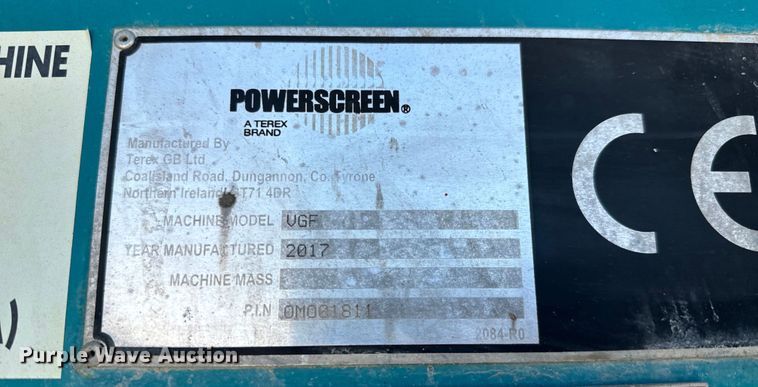 HINE
POWERSCREEN®
A TEREX
BRAND
Manufactured By
Terex GB Ltd
Coalisland Road, Dungannon, Co. Tyrone
Northern Ireland, BT71 4DR
MACHINE MODEL VGF
YEAR MANUFACTURED 2017
MACHINE MASS
P.I.N OMO01811
2084-R0
CE
)
Purple Wave Auction